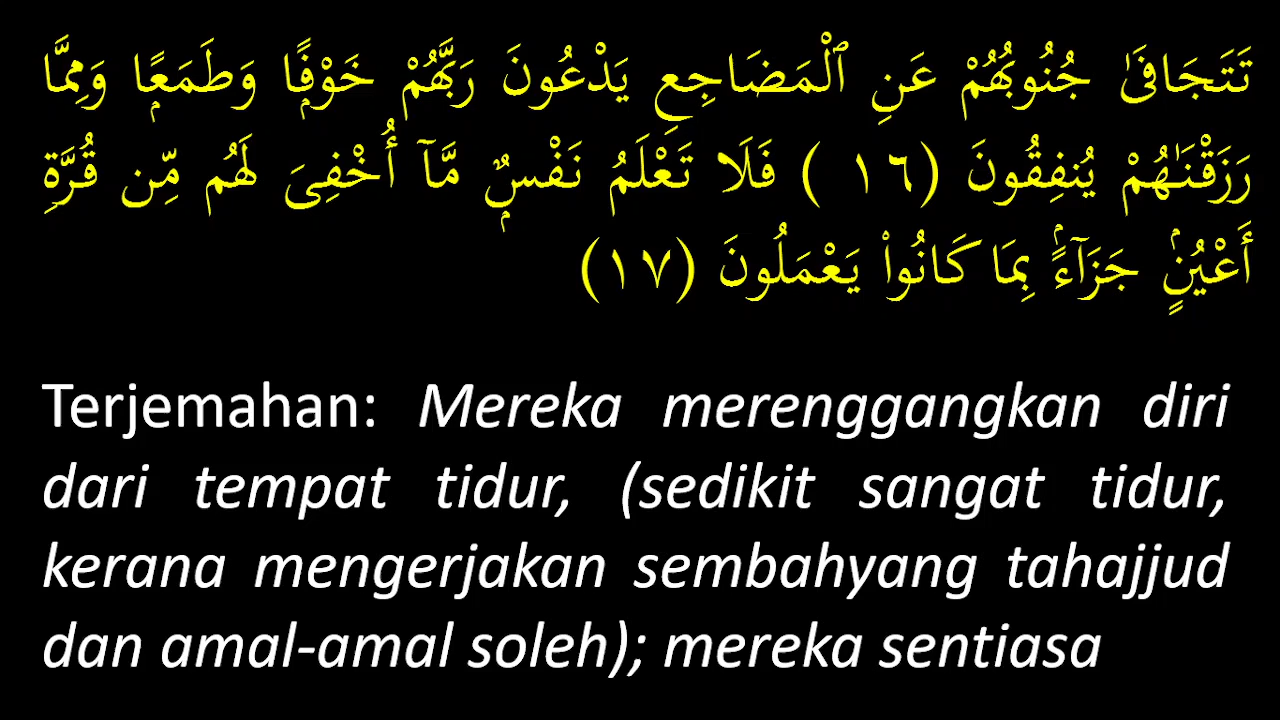 تَتَجَافَىٰ جُنُوبُهُمْ عَنِ ٱلْمَضَاجِعِ يَدْعُونَ رَبَّهُمْ خَوْفًۭا وَطَمَعًۭا وَمِمَّا
رَزَقْنَـٰهُمْ يُنفِقُونَ (١٦ ) فَلَا تَعْلَمُ نَفْسٌۭ مَّآ أُخْفِىَ لَهُم مِّن قُرَّةِ
أَعْيُنٍۢ جَزَآءًۢ بِمَا كَانُوا۟ يَعْمَلُونَ (١٧)
Terjemahan: Mereka merenggangkan diri
dari tempat tidur, (sedikit sangat tidur,
kerana mengerjakan sembahyang tahajjud
dan amal-amal soleh); mereka sentiasa